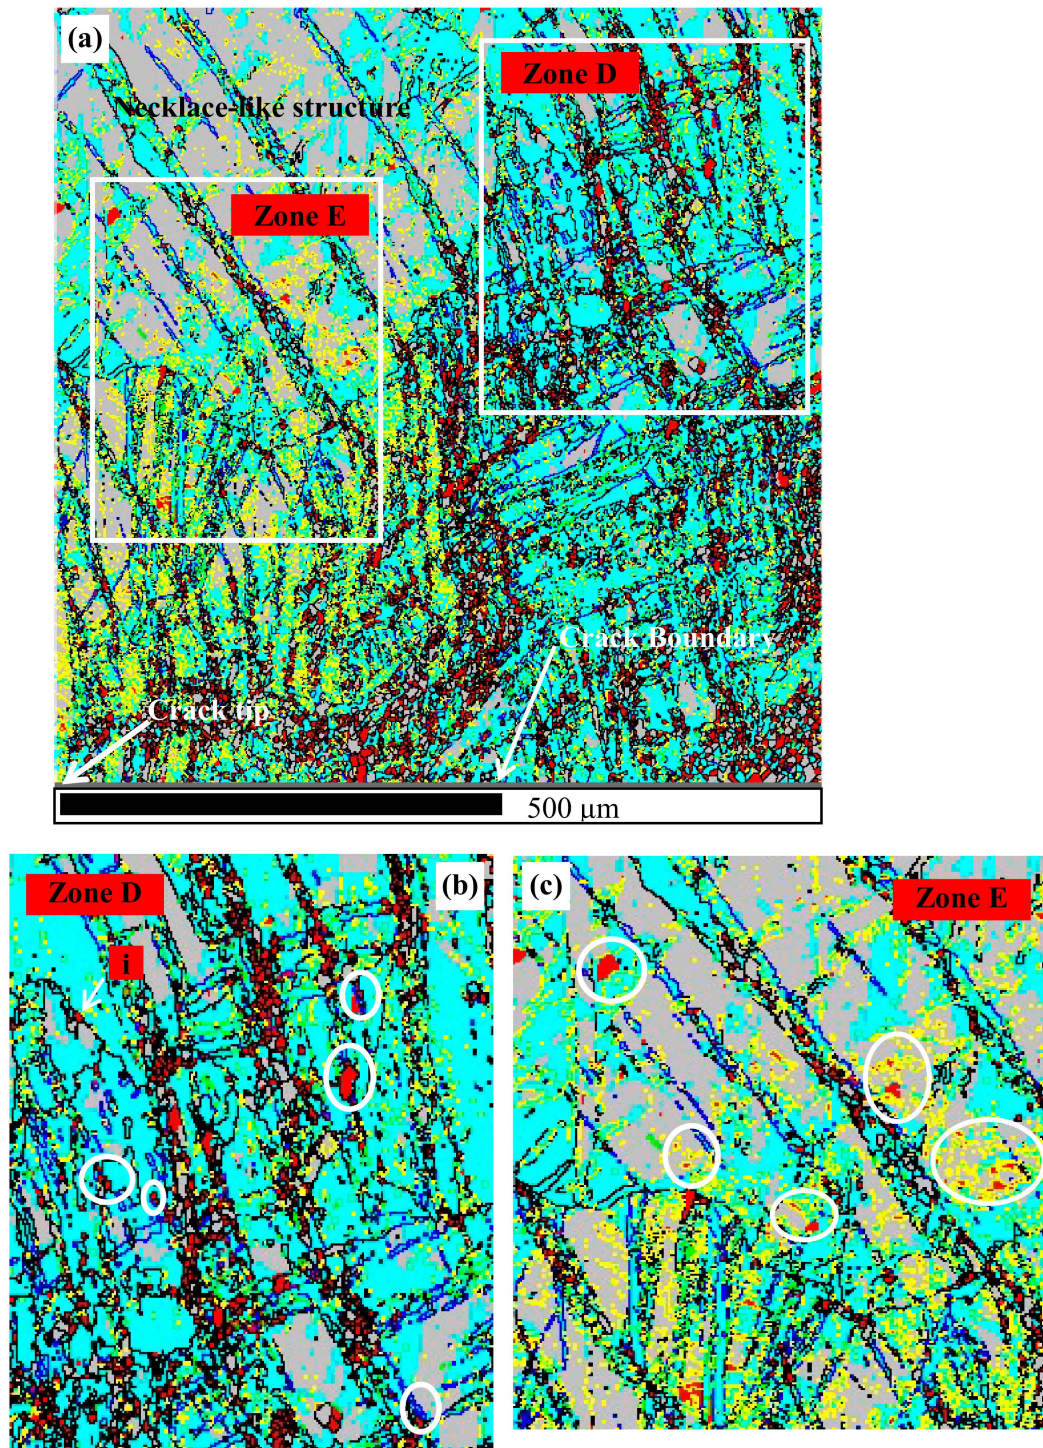 (a)
Zone D
Necklace-like structure
Zone E
Crack Boundary
Crack tip
500 μm
Zone D
(b)
i
(c)
Zone E